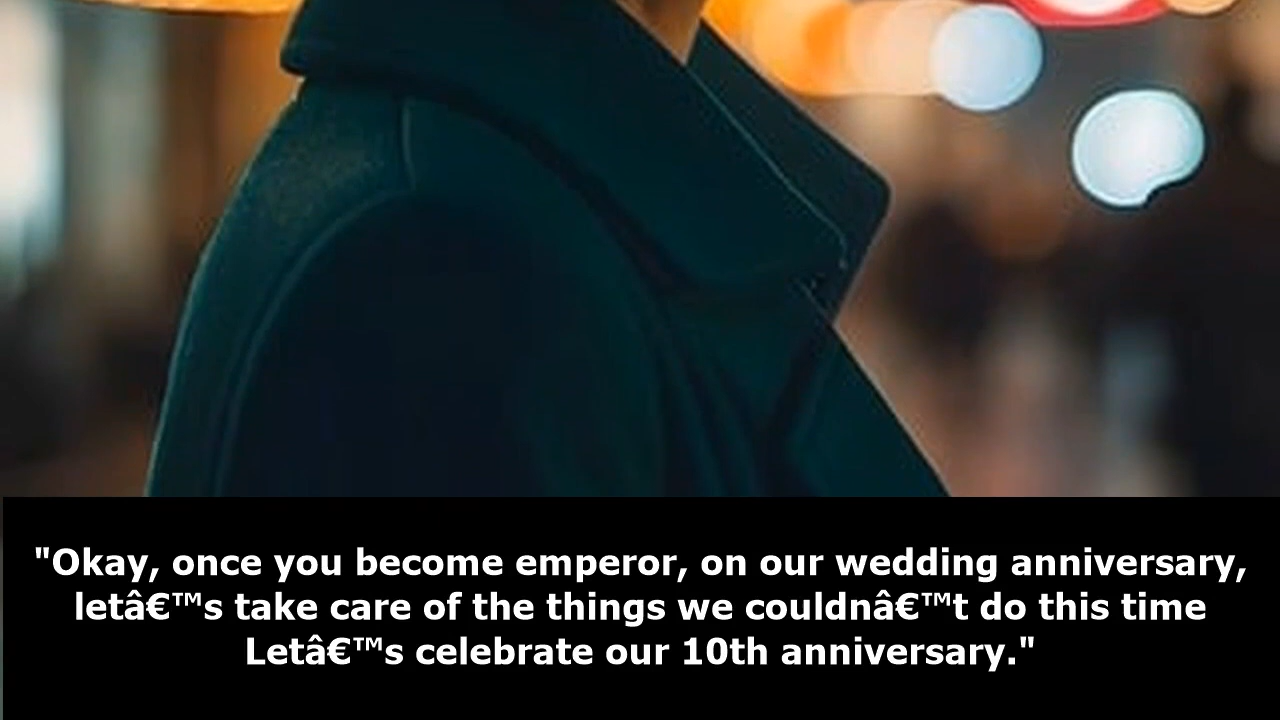 "Okay, once you become emperor, on our wedding anniversary,
letâ€™s take care of the things we couldnâ€™t do this time
Letâ€™s celebrate our 10th anniversary."